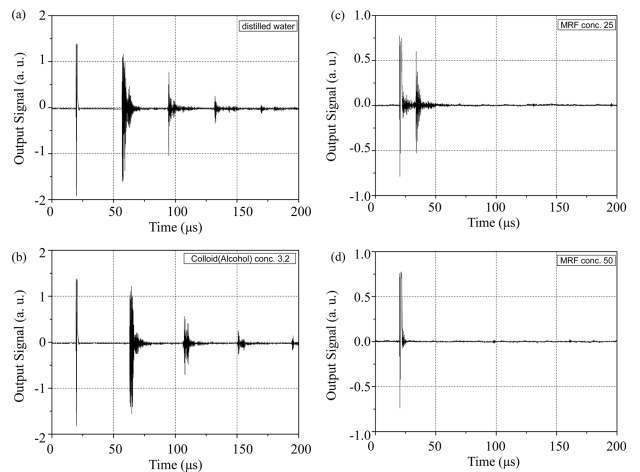 (a)
distilled water
2
1
0
-1
-2
Output Signal (a. u.)
0
50
100
150
200
Time (μs)
(b)
Colloid(Alcohol) conc. 3.2
2
1
0
-1
-2
Output Signal (a. u.)
0
50
100
150
200
Time (μs)
(c)
MRF conc. 25
1.0
0.5
0.0
-0.5
-1.0
Output Signal (a. u.)
0
50
100
150
200
Time (μs)
(d)
MRF conc. 50
1.0
0.5
0.0
-0.5
-1.0
Output Signal (a. u.)
0
50
100
150
200
Time (μs)